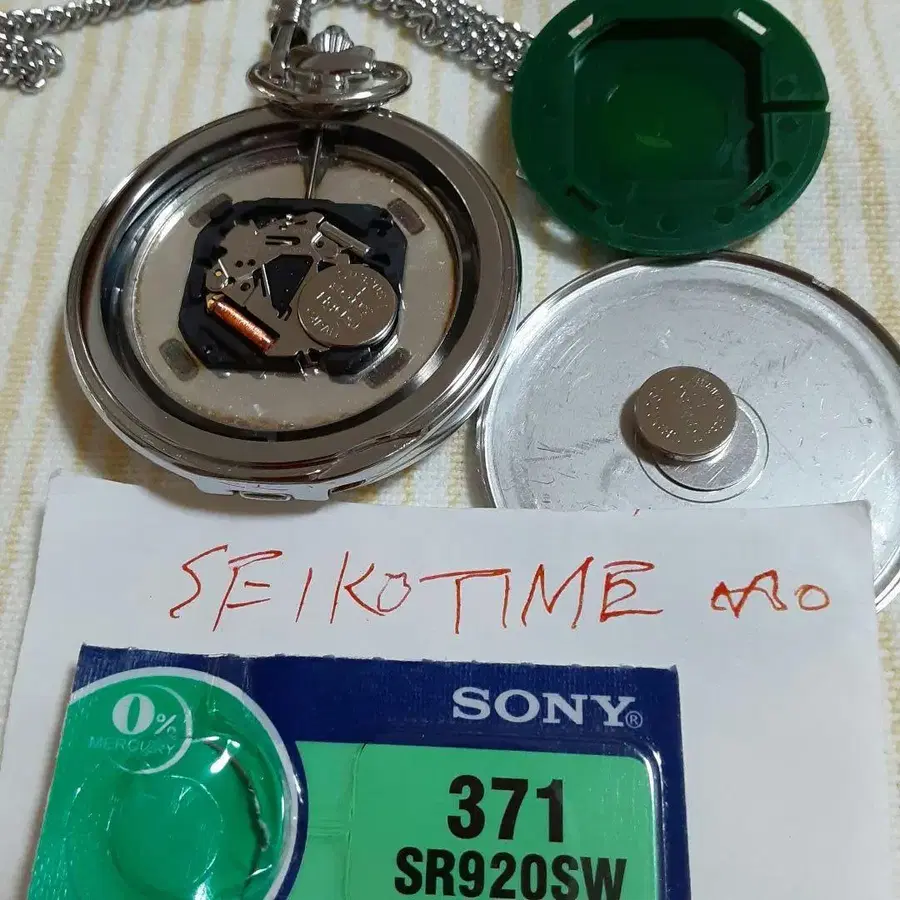 SEIKOTIME
SONY®
0%
MERCURY
371
SR920SW